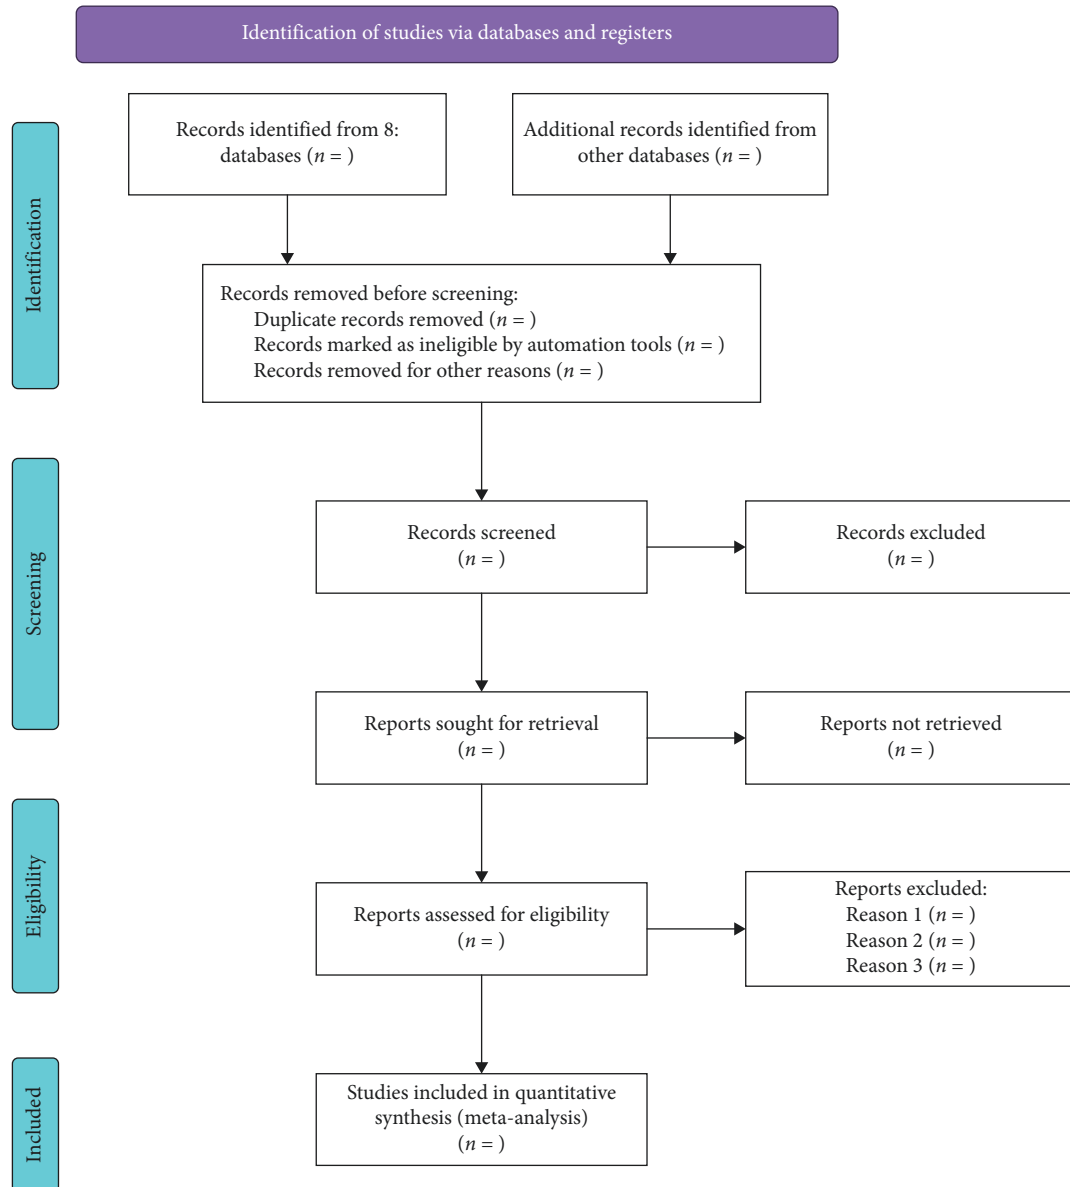 Identification of studies via databases and registers
Identification
Records identified from 8:
databases (n = )
Additional records identified from
other databases (n = )
Records removed before screening:
Duplicate records removed (n = )
Records marked as ineligible by automation tools (n = )
Records removed for other reasons (n = )
Screening
Records screened
(n = )
Records excluded
(n = )
Reports sought for retrieval
(n = )
Reports not retrieved
(n = )
Eligibility
Reports assessed for eligibility
(n = )
Reports excluded:
Reason 1 (n = )
Reason 2 (n = )
Reason 3 (n = )
Included
Studies included in quantitative
synthesis (meta-analysis)
(n = )